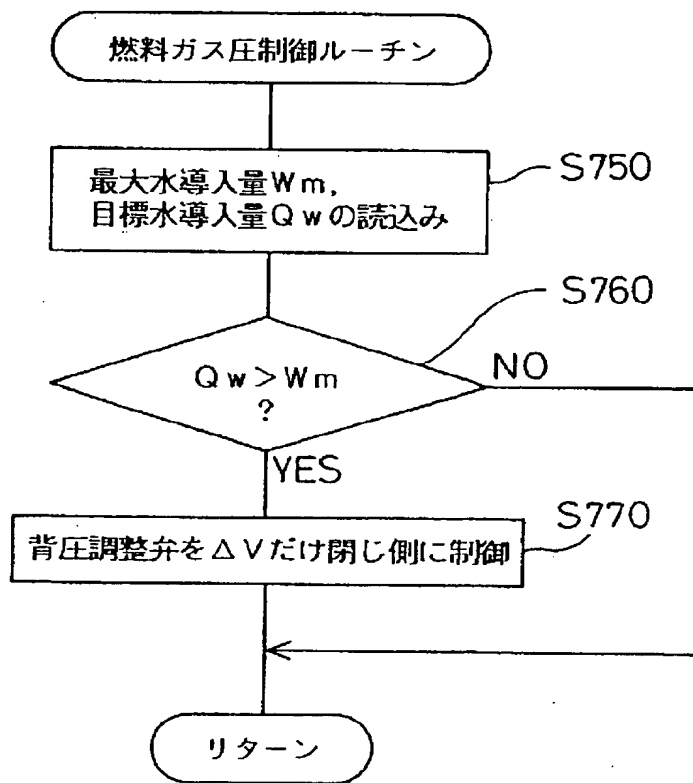 燃料ガス圧制御ルーチン
最大水導入量Wm,
目標水導入量Qwの読込み
S750
S760
Qw>Wm
?
NO
YES
S770
背圧調整弁を△Vだけ閉じ側に制御
リターン